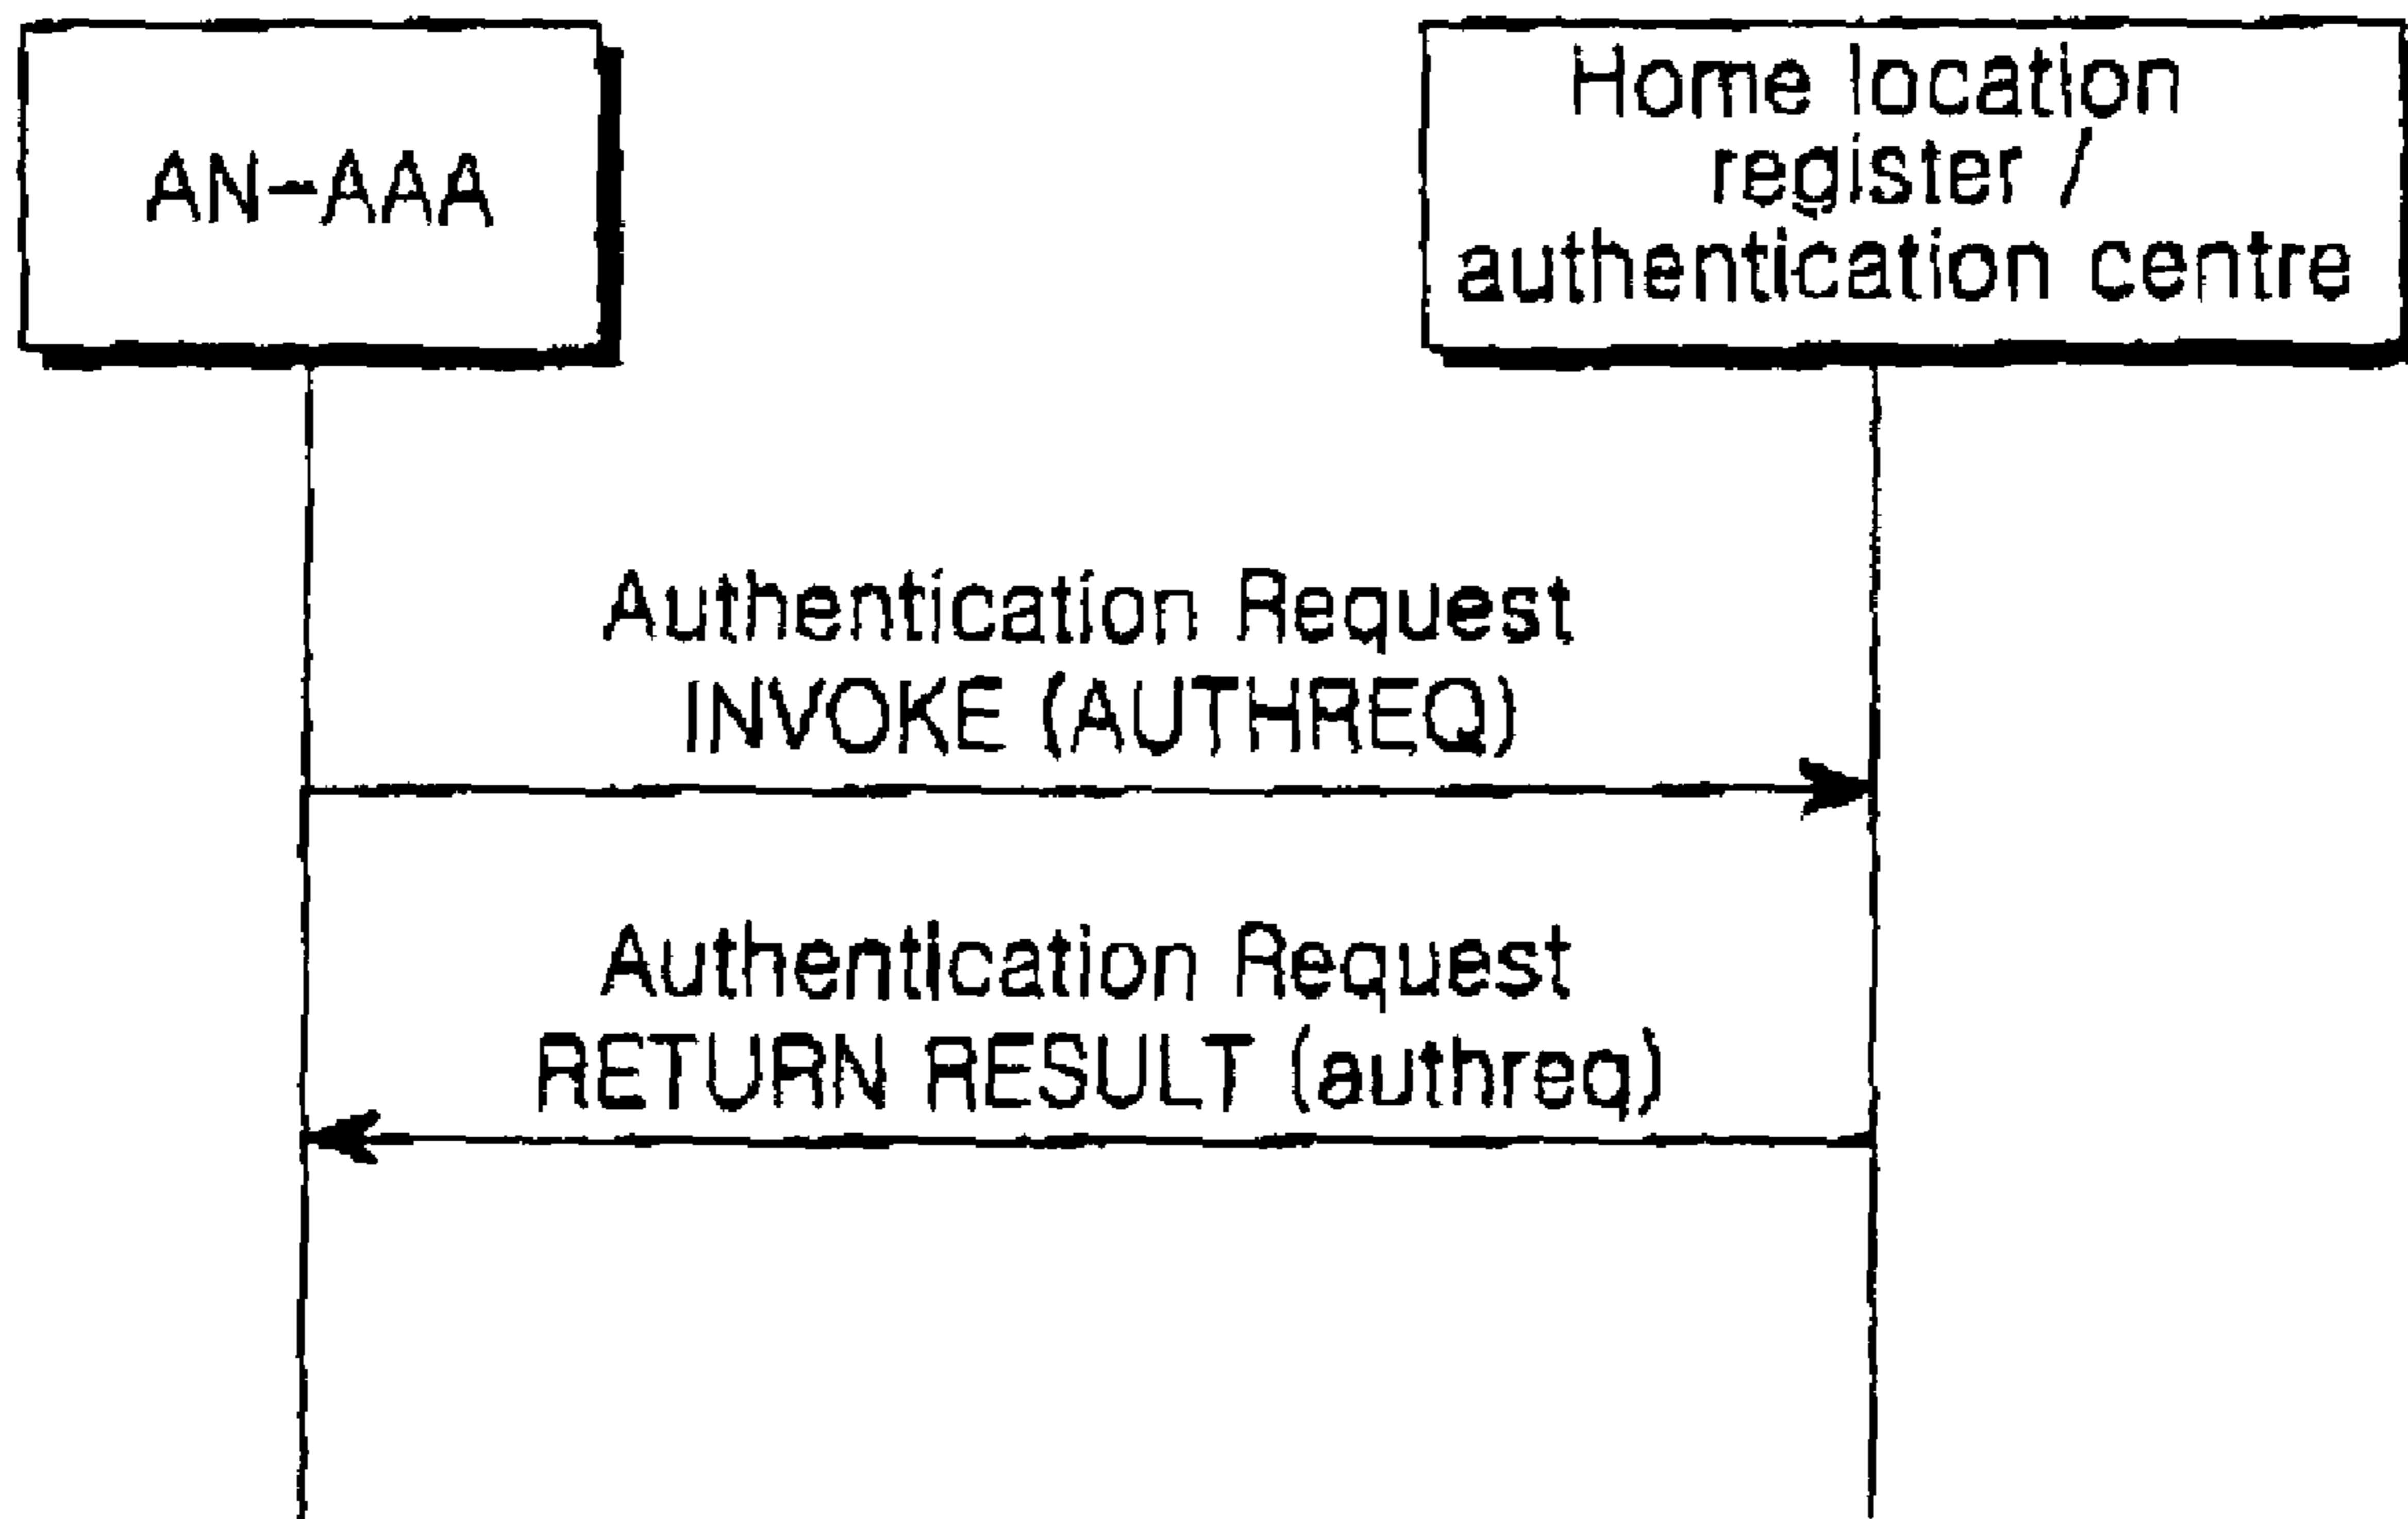 AN-AAA
Home location
register /
authentication centre
Authentication Request
INVOKE (AUTHREQ)
Authentication Request
RETURN RESULT (authreq)